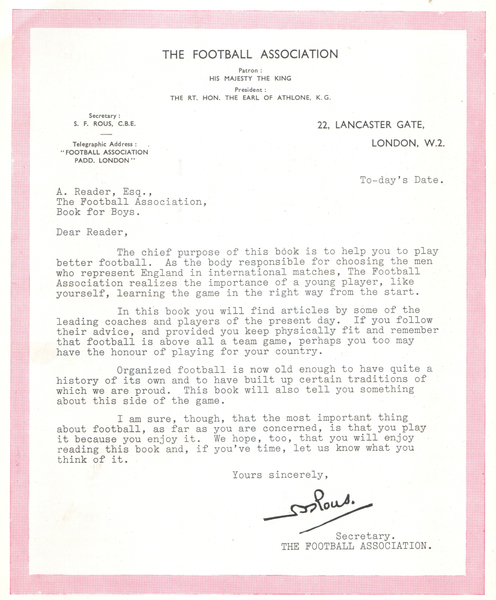 THE FOOTBALL ASSOCIATION
Patron :
HIS MAJESTY THE KING
President :
THE RT. HON. THE EARL OF ATHLONE, K.G.
Secretary :
S. F. ROUS, C.B.E.
Telegraphic Address :
"FOOTBALL ASSOCIATION
PADD. LONDON"
22, LANCASTER GATE,
LONDON, W.2.
To-day's Date.
A. Reader, Esq.,
The Football Association,
Book for Boys.
Dear Reader,
The chief purpose of this book is to help you to play
better football. As the body responsible for choosing the men
who represent England in international matches, The Football
Association realizes the importance of a young player, like
yourself, learning the game in the right way from the start.
In this book you will find articles by some of the
leading coaches and players of the present day. If you follow
their advice, and provided you keep physically fit and remember
that football is above all a team game, perhaps you too may
have the honour of playing for your country.
Organized football is now old enough to have quite a
history of its own and to have built up certain traditions of
which we are proud. This book will also tell you something
about this side of the game.
I am sure, though, that the most important thing
about football, as far as you are concerned, is that you play
it because you enjoy it. We hope, too, that you will enjoy
reading this book and, if you've time, let us know what you
think of it.
Yours sincerely,
Rous.
Secretary.
THE FOOTBALL ASSOCIATION.